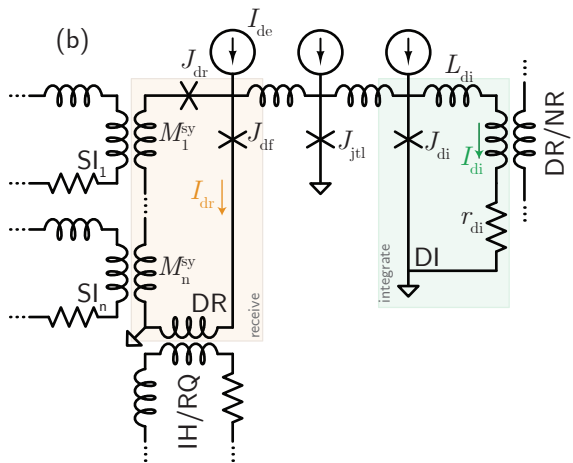 (b)
I_de
J_dr
L_di
M_1^sy
J_df
J_jtl
J_di
I_di
DR/NR
SI_1
I_dr
r_di
M_n^sy
DI
SI_n
DR
receive
integrate
IH/RQ